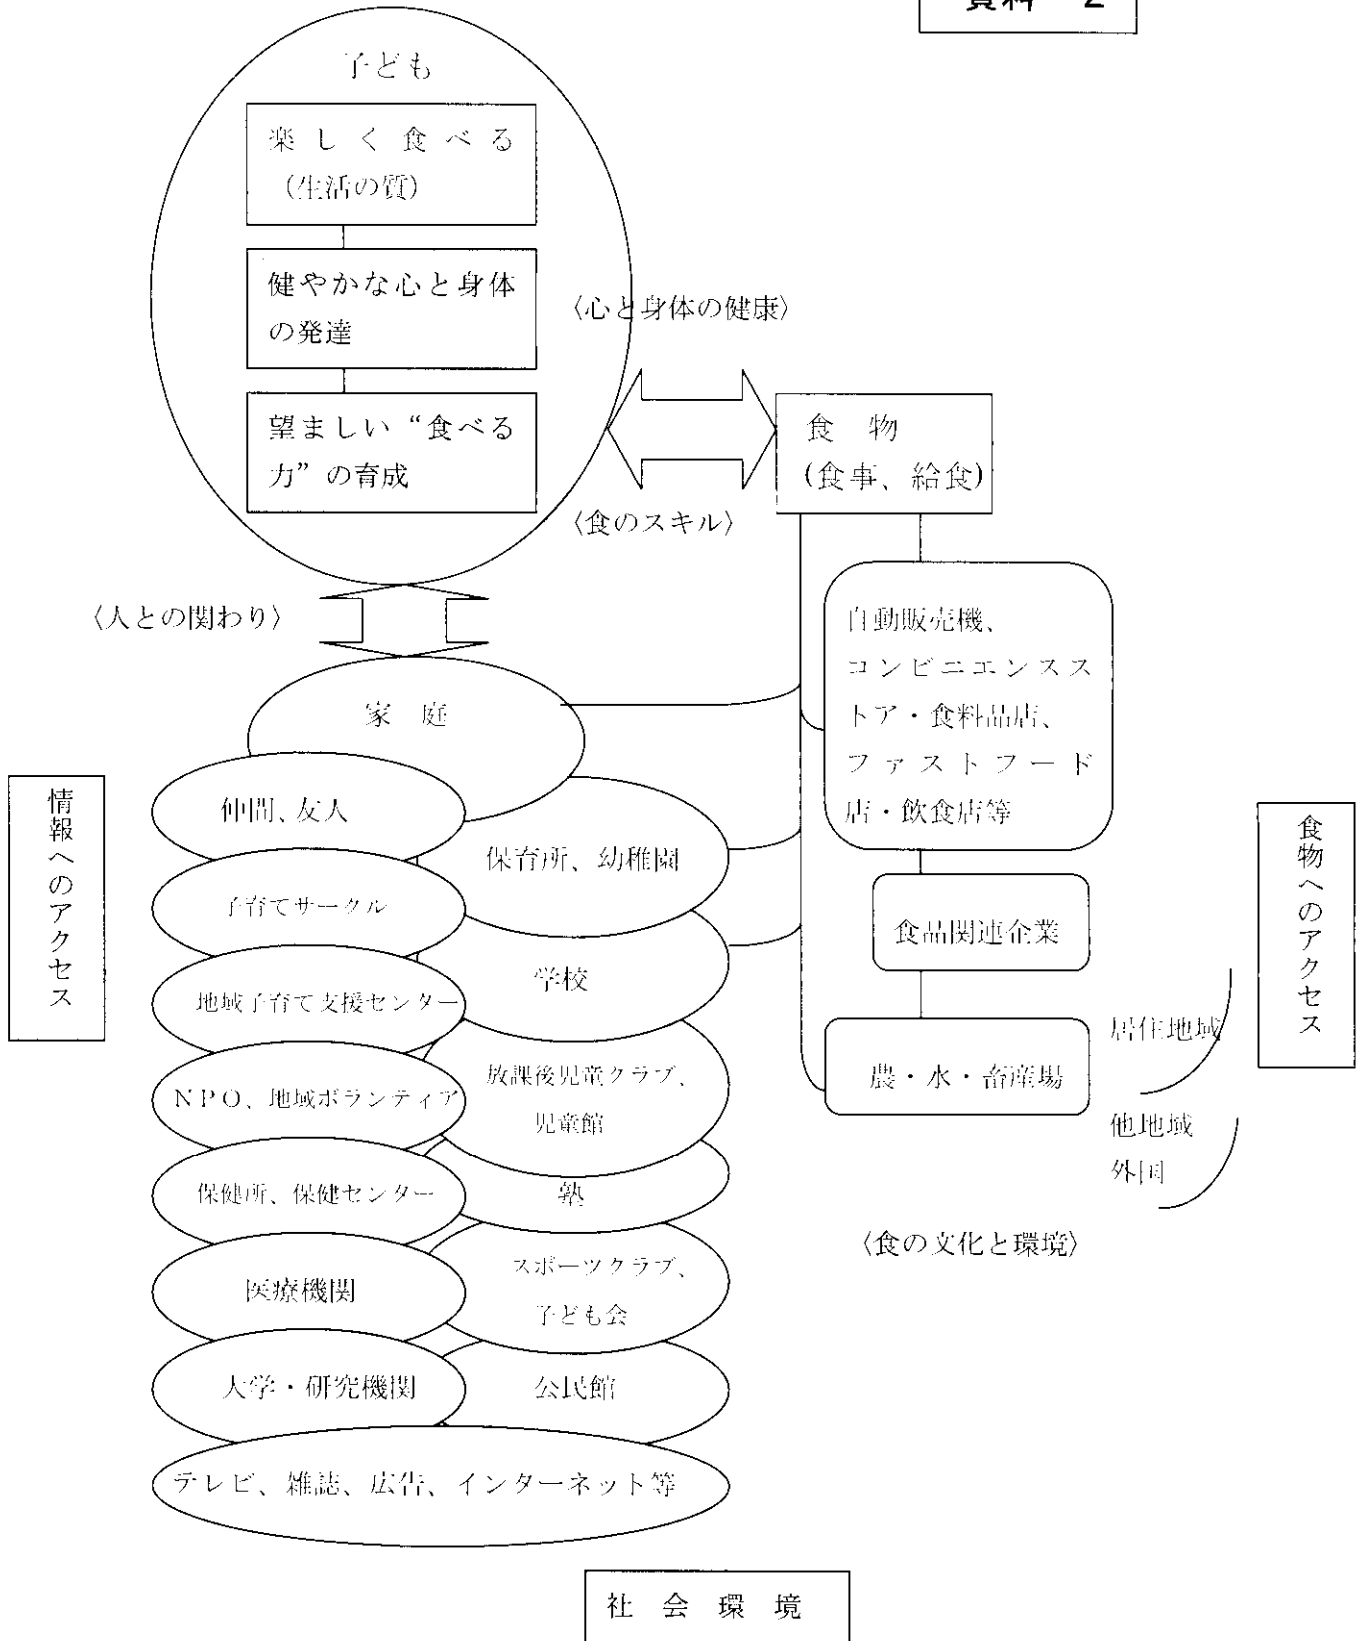 資料 2
子ども
楽しく食べる
(生活の質)
健やかな心と身体
の発達
望ましい“食べる
力”の育成
〈心と身体の健康〉
〈食のスキル〉
食 物
(食事、給食)
〈人との関わり〉
家 庭
仲間、友人
子育てサークル
地域子育て支援センター
NPO、地域ボランティア
保健所、保健センター
医療機関
大学・研究機関
保育所、幼稚園
学校
放課後児童クラブ、
児童館
塾
スポーツクラブ、
子ども会
公民館
テレビ、雑誌、広告、インターネット等
自動販売機、
コンビニエンスス
トア・食料品店、
ファストフード
店・飲食店等
食品関連企業
農・水・畜産場
居住地域
他地域
外国
〈食の文化と環境〉
情報へのアクセス
食物へのアクセス
社 会 環 境